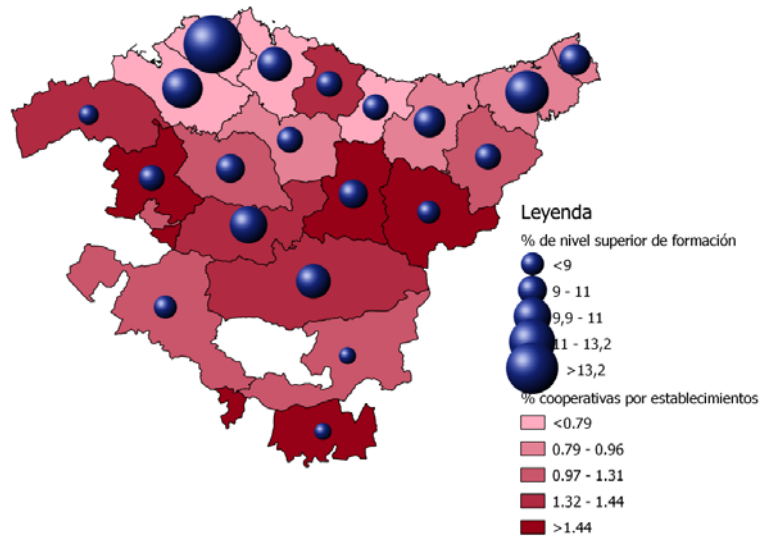 Leyenda
% de nivel superior de formación
<9
9 - 11
9,9 - 11
11 - 13,2
>13,2
% cooperativas por establecimientos
<0.79
0.79 - 0.96
0.97 - 1.31
1.32 - 1.44
>1.44